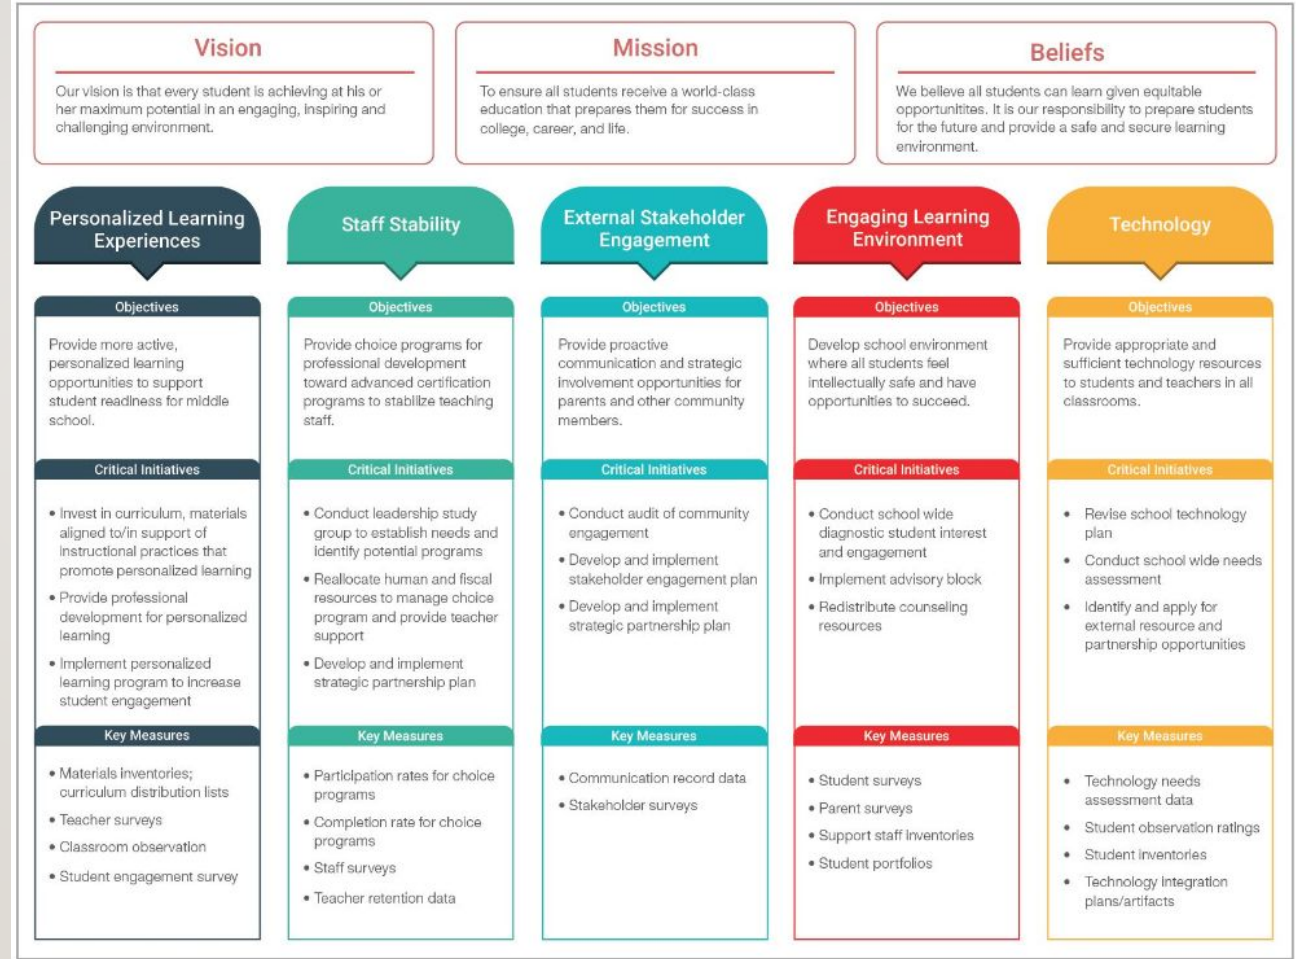 Vision
Our vision is that every student is achieving at his or
her maximum potential in an engaging, inspiring and
challenging environment.
Mission
To ensure all students receive a world-class
education that prepares them for success in
college, career, and life.
Beliefs
We believe all students can learn given equitable
opportunitites. It is our responsibility to prepare students
for the future and provide a safe and secure learning
environment.
Personalized Learning
Experiences
Objectives
Provide more active,
personalized learning
opportunities to support
student readiness for middle
school.
Critical Initiatives
• Invest in curriculum, materials
aligned to/in support of
instructional practices that
promote personalized learning
• Provide professional
development for personalized
learning
• Implement personalized
learning program to increase
student engagement
Key Measures
• Materials inventories;
curriculum distribution lists
• Teacher surveys
• Classroom observation
• Student engagement survey
Staff Stability
Objectives
Provide choice programs for
professional development
toward advanced certification
programs to stabilize teaching
staff.
Critical Initiatives
• Conduct leadership study
group to establish needs and
identify potential programs
• Reallocate human and fiscal
resources to manage choice
program and provide teacher
support
• Develop and implement
strategic partnership plan
Key Measures
• Participation rates for choice
programs
• Completion rate for choice
programs
• Staff surveys
• Teacher retention data
External Stakeholder
Engagement
Objectives
Provide proactive
communication and strategic
involvement opportunities for
parents and other community
members.
Critical Initiatives
• Conduct audit of community
engagement
• Develop and implement
stakeholder engagement plan
• Develop and implement
strategic partnership plan
Key Measures
• Communication record data
• Stakeholder surveys
Engaging Learning
Environment
Objectives
Develop school environment
where all students feel
intellectually safe and have
opportunities to succeed.
Critical Initiatives
• Conduct school wide
diagnostic student interest
and engagement
• Implement advisory block
• Redistribute counseling
resources
Key Measures
• Student surveys
• Parent surveys
• Support staff inventories
• Student portfolios
Technology
Objectives
Provide appropriate and
sufficient technology resources
to students and teachers in all
classrooms.
Critical Initiatives
• Revise school technology
plan
• Conduct school wide needs
assessment
• Identify and apply for
external resource and
partnership opportunities
Key Measures
• Technology needs
assessment data
• Student observation ratings
• Student inventories
• Technology integration
plans/artifacts